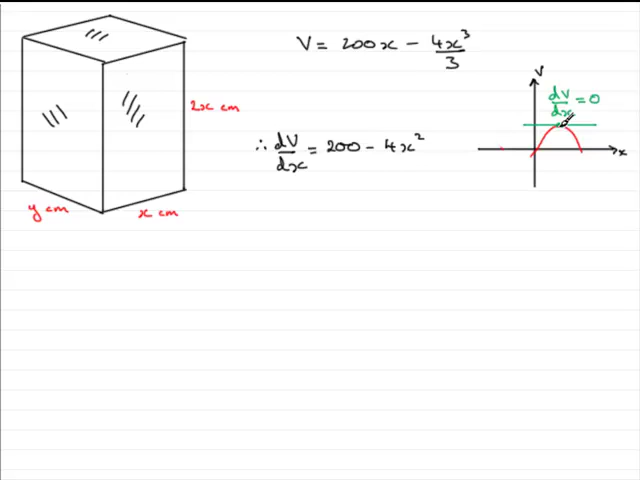 V = 200x − 4x³/3
V
dV/dx = 0
2x cm
∴ dV/dx = 200 − 4x²
x
y cm
x cm